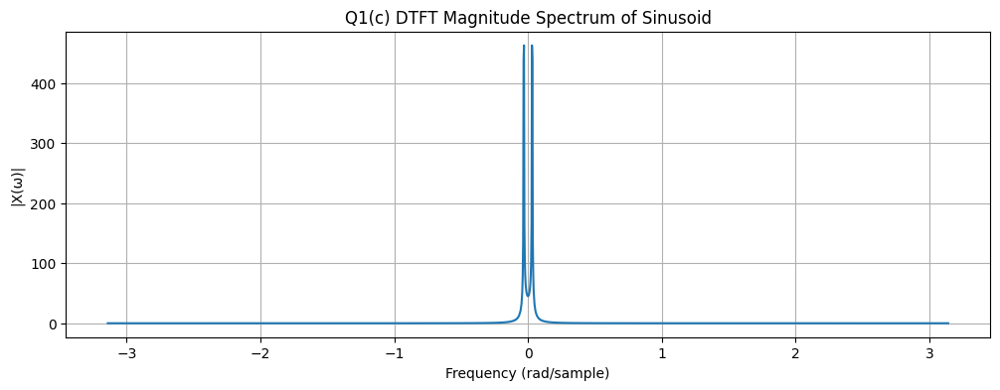 Q1(c) DTFT Magnitude Spectrum of Sinusoid
|X(ω)|
400
300
200
100
0
−3 −2 −1 0 1 2 3
Frequency (rad/sample)